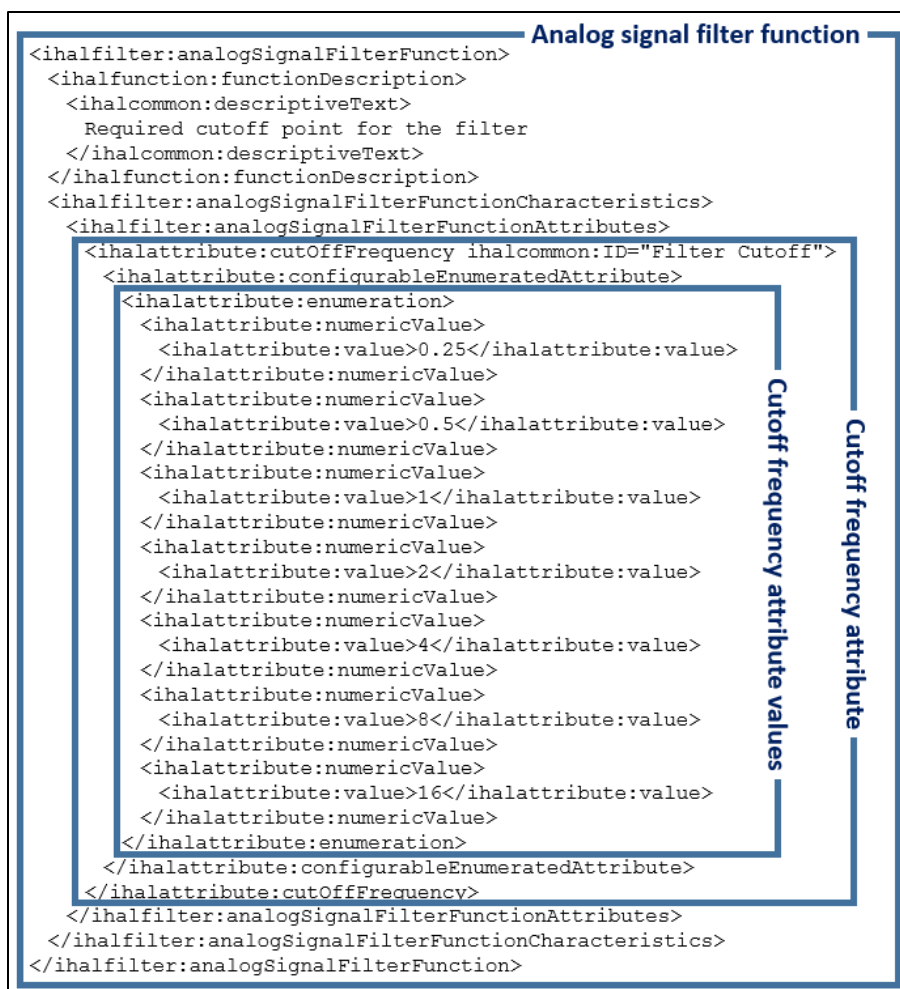 Analog signal filter function
<ihalfilter:analogSignalFilterFunction>
<ihalfunction:functionDescription>
<ihalcommon:descriptiveText>
Required cutoff point for the filter
</ihalcommon:descriptiveText>
</ihalfunction:functionDescription>
<ihalfilter:analogSignalFilterFunctionCharacteristics>
<ihalfilter:analogSignalFilterFunctionAttributes>
<ihalattribute:cutOffFrequency ihalcommon:ID="Filter Cutoff">
<ihalattribute:configurableEnumeratedAttribute>
<ihalattribute:enumeration>
<ihalattribute:numericValue>
<ihalattribute:value>0.25</ihalattribute:value>
</ihalattribute:numericValue>
<ihalattribute:numericValue>
<ihalattribute:value>0.5</ihalattribute:value>
</ihalattribute:numericValue>
<ihalattribute:numericValue>
<ihalattribute:value>1</ihalattribute:value>
</ihalattribute:numericValue>
<ihalattribute:numericValue>
<ihalattribute:value>2</ihalattribute:value>
</ihalattribute:numericValue>
<ihalattribute:numericValue>
<ihalattribute:value>4</ihalattribute:value>
</ihalattribute:numericValue>
<ihalattribute:numericValue>
<ihalattribute:value>8</ihalattribute:value>
</ihalattribute:numericValue>
<ihalattribute:numericValue>
<ihalattribute:value>16</ihalattribute:value>
</ihalattribute:numericValue>
</ihalattribute:enumeration>
</ihalattribute:configurableEnumeratedAttribute>
</ihalattribute:cutOffFrequency>
</ihalfilter:analogSignalFilterFunctionAttributes>
</ihalfilter:analogSignalFilterFunctionCharacteristics>
</ihalfilter:analogSignalFilterFunction>
Cutoff frequency attribute values
Cutoff frequency attribute